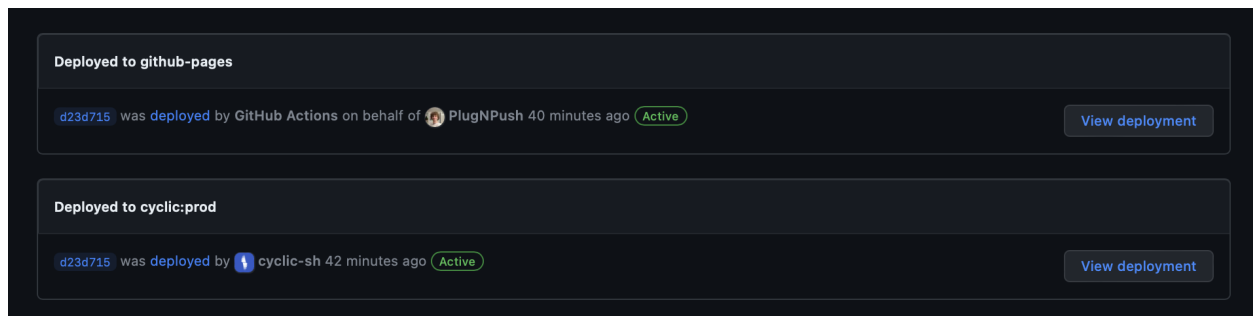 Deployed to github-pages
d23d715 was deployed by GitHub Actions on behalf of PlugNPush 40 minutes ago Active
View deployment
Deployed to cyclic:prod
d23d715 was deployed by cyclic-sh 42 minutes ago Active
View deployment